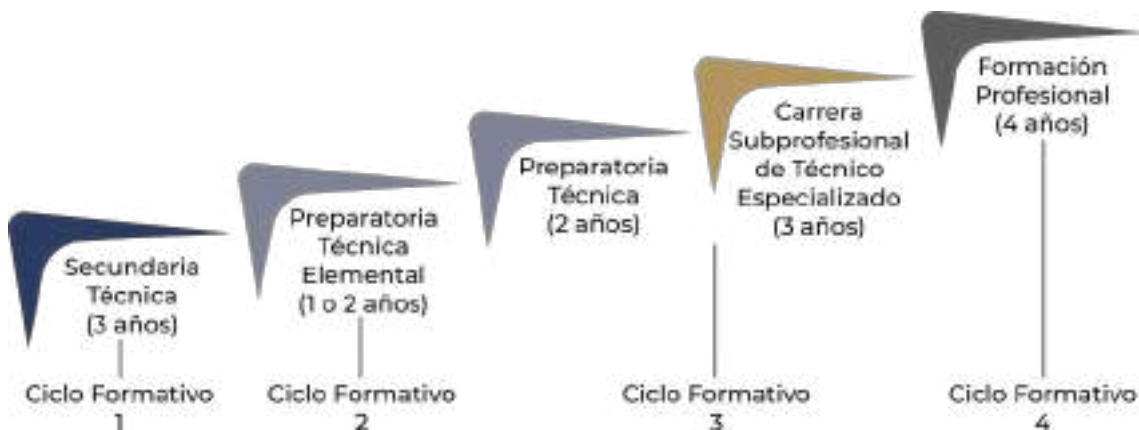 Secundaria
Técnica
(3 años)
Ciclo Formativo
1
Preparatoria
Técnica
Elemental
(1 o 2 años)
Ciclo Formativo
2
Preparatoria
Técnica
(2 años)
Carrera
Subprofesional
de Técnico
Especializado
(3 años)
Ciclo Formativo
3
Formación
Profesional
(4 años)
Ciclo Formativo
4